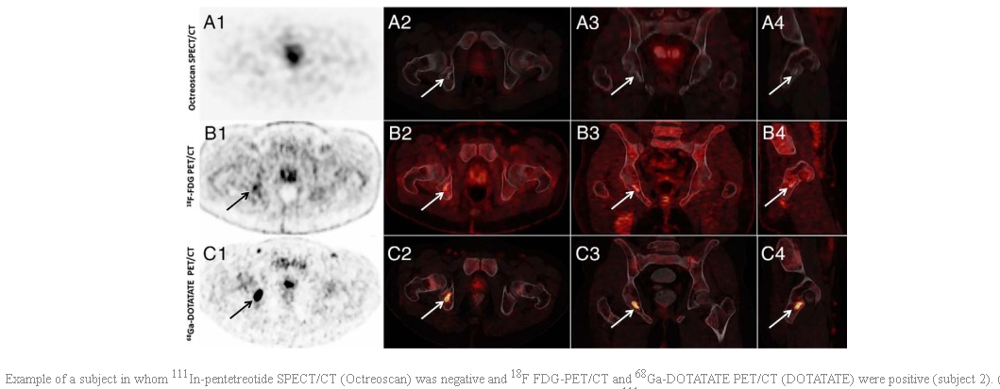 Octreoscan SPECT/CT
A1
A2
A3
A4
¹⁸F-FDG PET/CT
B1
B2
B3
B4
⁶⁸Ga-DOTATATE PET/CT
C1
C2
C3
C4
Example of a subject in whom ¹¹¹In-pentetreotide SPECT/CT (Octreoscan) was negative and ¹⁸F FDG-PET/CT and ⁶⁸Ga-DOTATATE PET/CT (DOTATATE) were positive (subject 2).